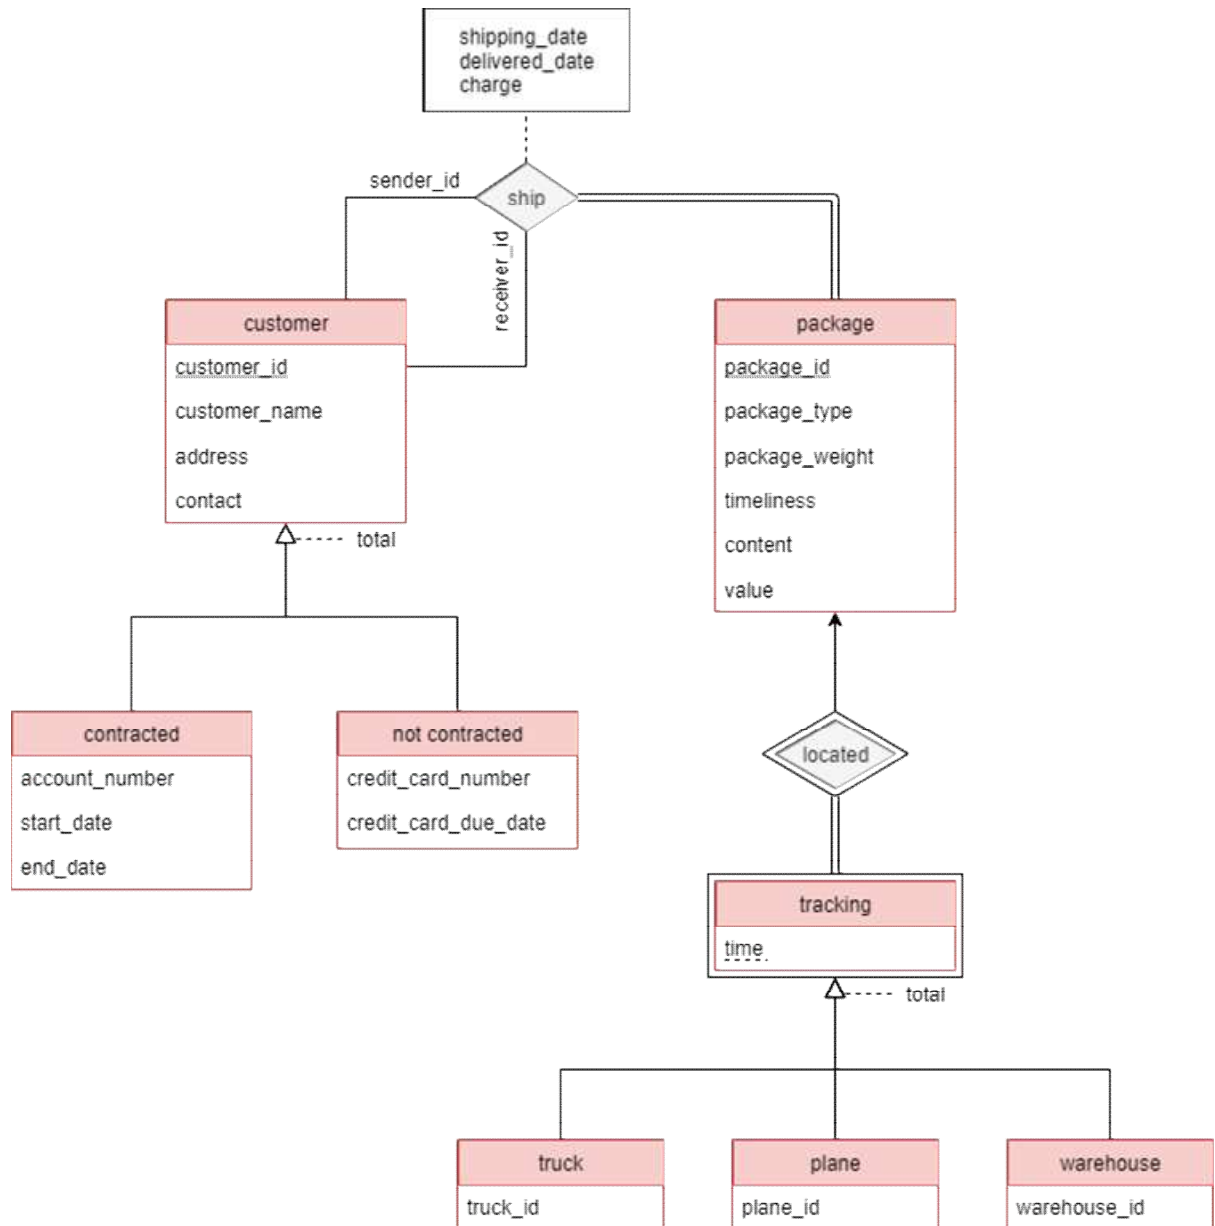 shipping_date
delivered_date
charge
sender_id
ship
receiver_id
customer
customer_id
customer_name
address
contact
total
package
package_id
package_type
package_weight
timeliness
content
value
contracted
account_number
start_date
end_date
not contracted
credit_card_number
credit_card_due_date
located
tracking
time
total
truck
truck_id
plane
plane_id
warehouse
warehouse_id